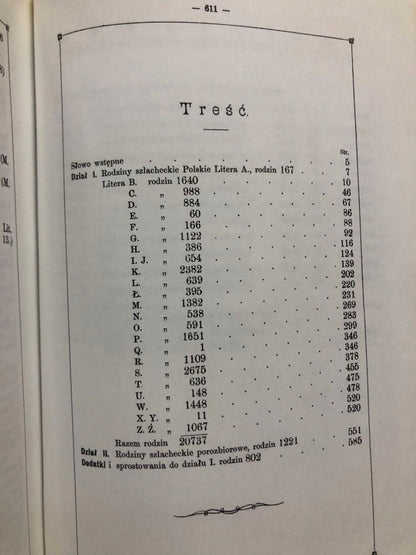 (M.
(M.
Lit.
13.)
— 611 —
Treść.
Str.
Słowo wstępne . . . . . . 5
Dział I. Rodziny szlacheckie Polskie Litera A., rodzin 167 . 7
Litera B. rodzin 1640 . . . . . 10
C. „ 988 . . . . . 46
D. „ 884 . . . . . 67
E. „ 60 . . . . . 86
F. „ 166 . . . . . 88
G. „ 1122 . . . . . 92
H. „ 386 . . . . . 116
I J. „ 654 . . . . . 124
K. „ 2382 . . . . . 139
L. „ 639 . . . . . 202
Ł. „ 395 . . . . . 220
M. „ 1382 . . . . . 231
N. „ 538 . . . . . 269
O. „ 591 . . . . . 283
P. „ 1651 . . . . . 299
Q. „ 1 . . . . . 346
R. „ 1109 . . . . . 346
S. „ 2675 . . . . . 378
T. „ 636 . . . . . 455
U. „ 148 . . . . . 475
W. „ 1448 . . . . . 478
X. Y. „ 11 . . . . . 520
Z. Ż. „ 1067 . . . . . 520
Razem rodzin 20737
Dział II. Rodziny szlacheckie porozbiorowe, rodzin 1221 . . 551
Dodatki i sprostowania do działu I. rodzin 802 . . . 585